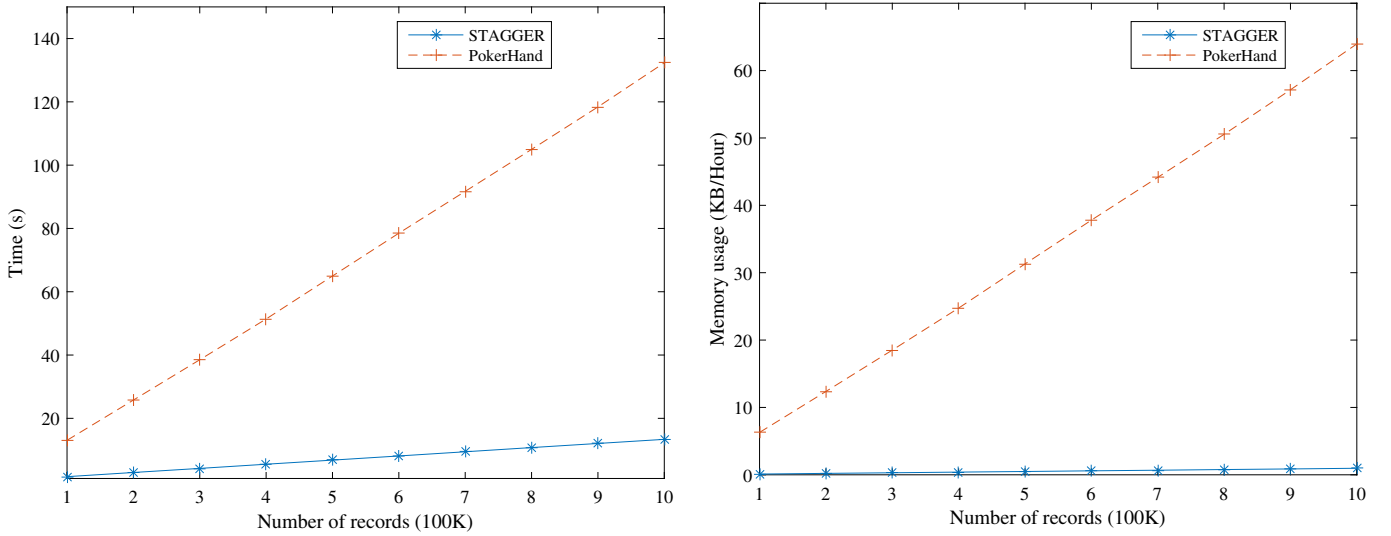 140
120
100
80
60
40
20
Time (s)
1 2 3 4 5 6 7 8 9 10
Number of records (100K)
STAGGER
PokerHand
60
50
40
30
20
10
0
Memory usage (KB/Hour)
1 2 3 4 5 6 7 8 9 10
Number of records (100K)
STAGGER
PokerHand